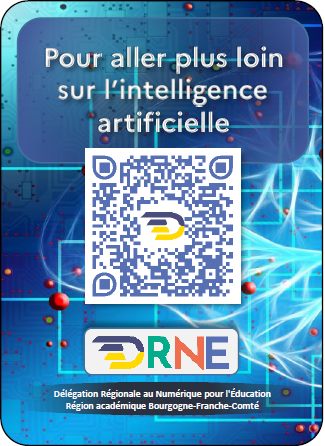 Pour aller plus loin
sur l'intelligence
artificielle
DRNE
Délégation Régionale au Numérique pour l'Éducation
Région académique Bourgogne-Franche-Comté